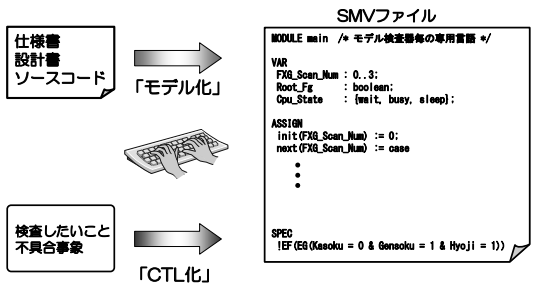 仕様書
設計書
ソースコード
「モデル化」
検査したいこと
不具合事象
「CTL化」
SMVファイル
MODULE main /* モデル検査器毎の専用言語 */
VAR
FXG_Scan_Num : 0..3;
Root_Fg : boolean;
Cpu_State : {wait, busy, sleep};
ASSIGN
init(FXG_Scan_Num) := 0;
next(FXG_Scan_Num) := case
•
•
•
SPEC
!EF(EG(Kasoku = 0 & Gensoku = 1 & Hyoji = 1))